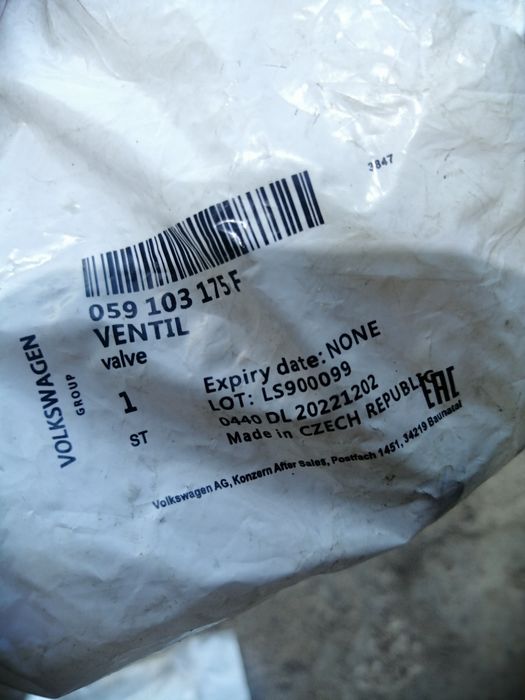 3847
059 103 175 F
VENTIL
valve
1
ST
VOLKSWAGEN
GROUP
Expiry date: NONE
LOT: LS900099
0440 DL 20221202
Made in CZECH REPUBLIC
EAC
Volkswagen AG, Konzern After Sales, Postfach 1451, 34219 Baunatal